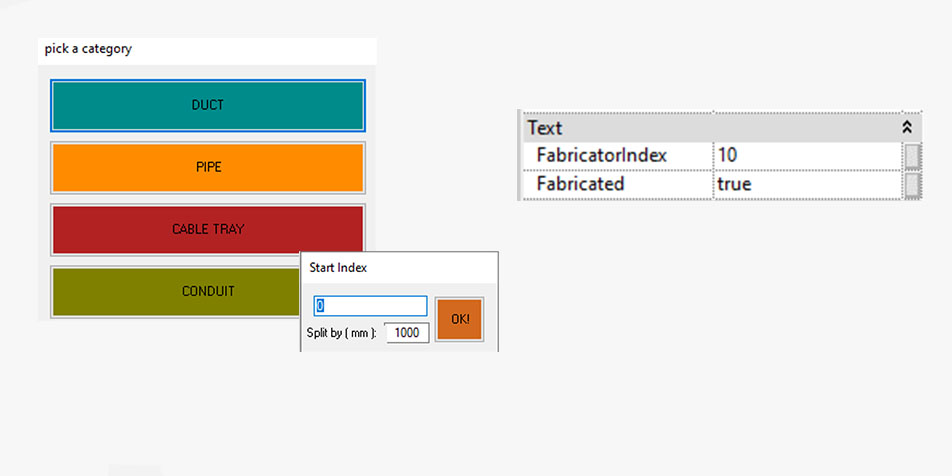 pick a category
DUCT
PIPE
CABLE TRAY
CONDUIT
Start Index
0
OK!
Split by ( mm ): 1000
Text
FabricatorIndex 10
Fabricated true